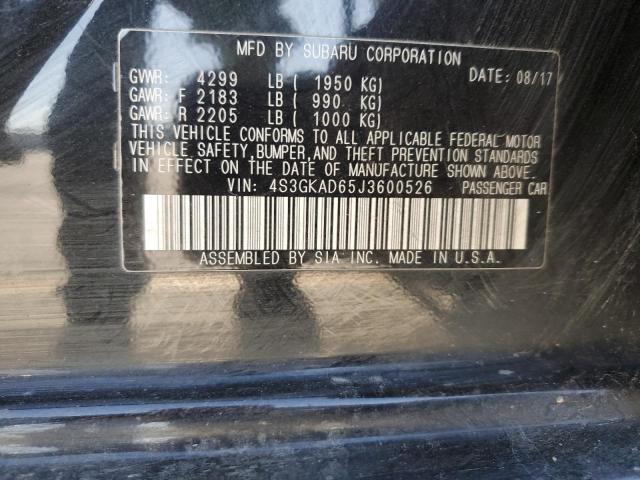 MFD BY SUBARU CORPORATION
GVWR: 4299 LB ( 1950 KG) DATE: 08/17
GAWR: F 2183 LB ( 990 KG)
GAWR: R 2205 LB ( 1000 KG)
THIS VEHICLE CONFORMS TO ALL APPLICABLE FEDERAL MOTOR
VEHICLE SAFETY, BUMPER, AND THEFT PREVENTION STANDARDS
IN EFFECT ON THE DATE OF MANUFACTURE SHOWN ABOVE.
VIN: 4S3GKAD65J3600526 PASSENGER CAR
ASSEMBLED BY SIA INC. MADE IN U.S.A.